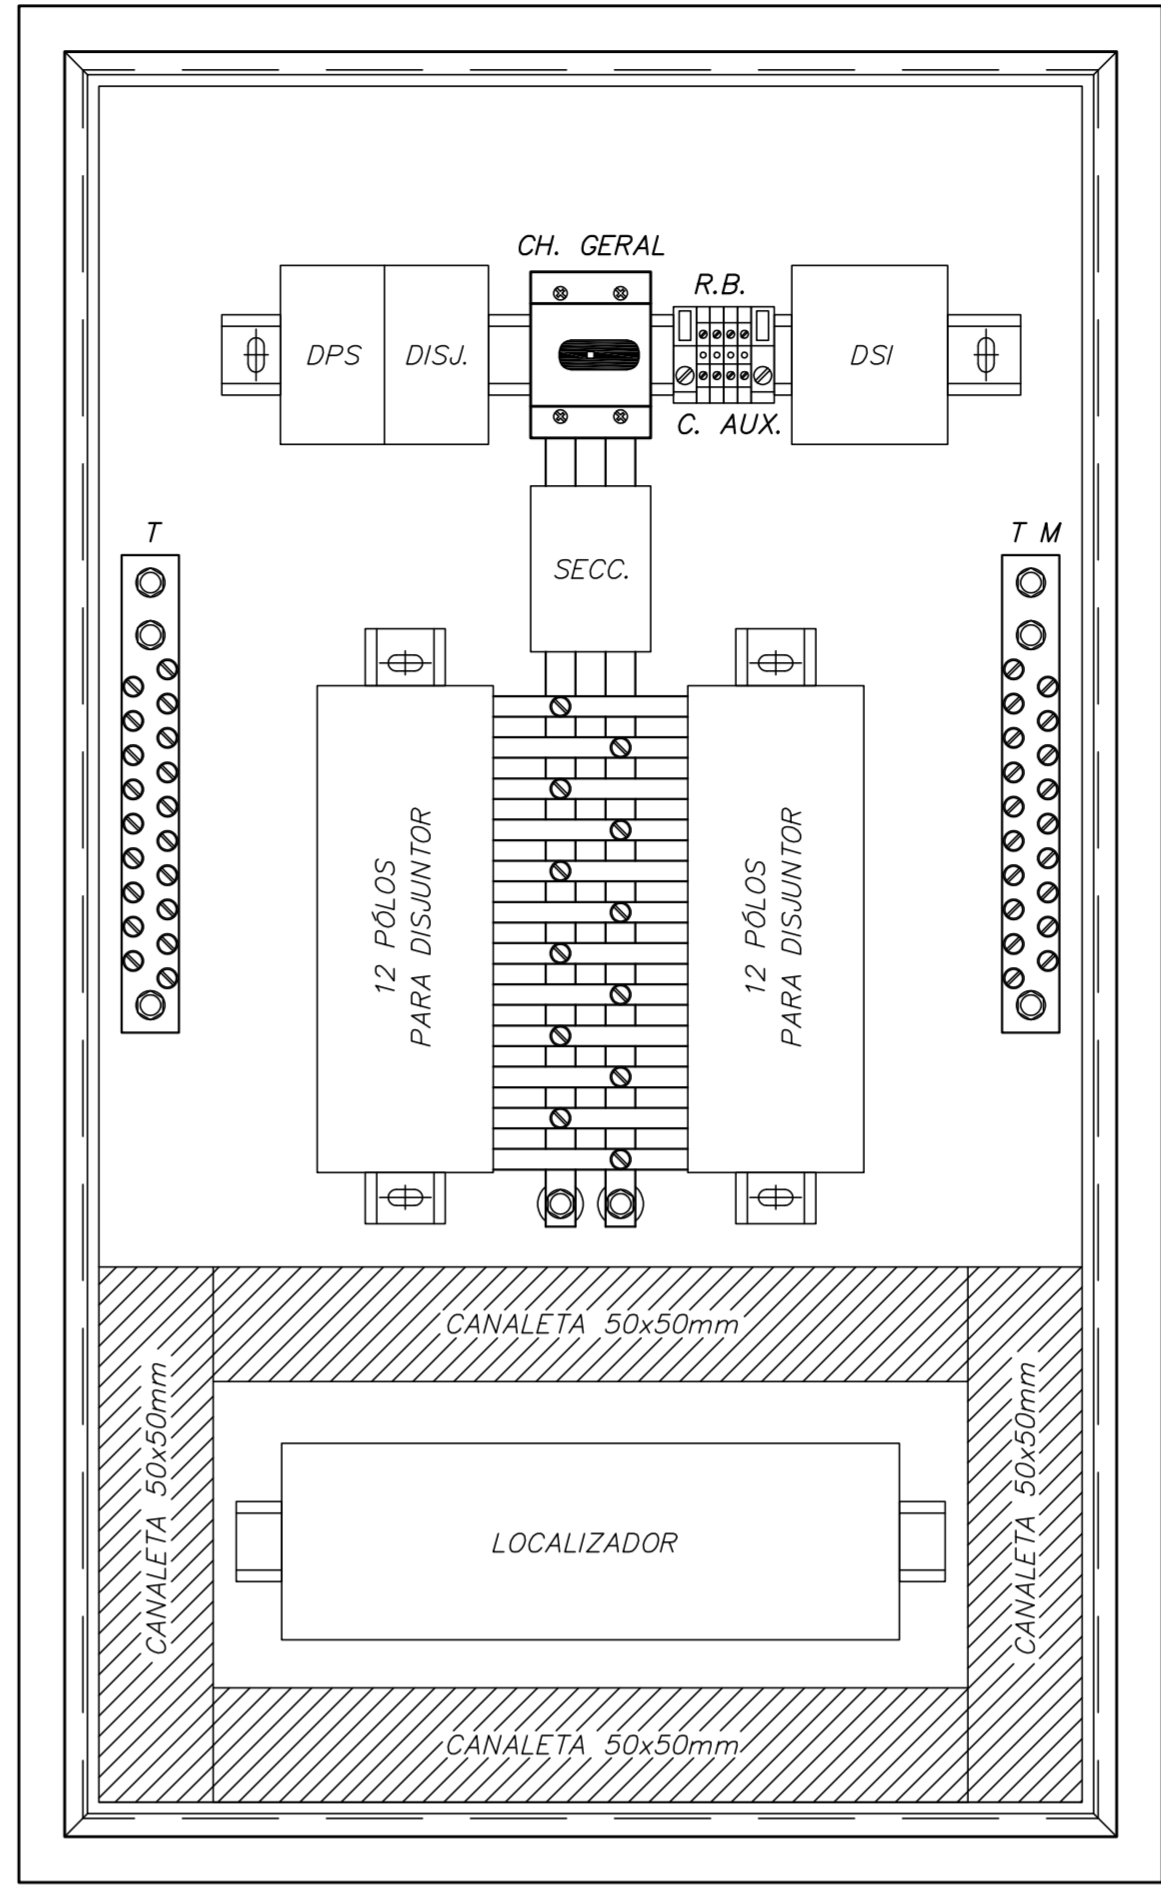 CH. GERAL
R.B.
DPS
DISJ.
DSI
C. AUX.
T
T M
SECC.
12 PÓLOS
PARA DISJUNTOR
12 PÓLOS
PARA DISJUNTOR
CANALETA 50x50mm
CANALETA 50x50mm
CANALETA 50x50mm
LOCALIZADOR
CANALETA 50x50mm